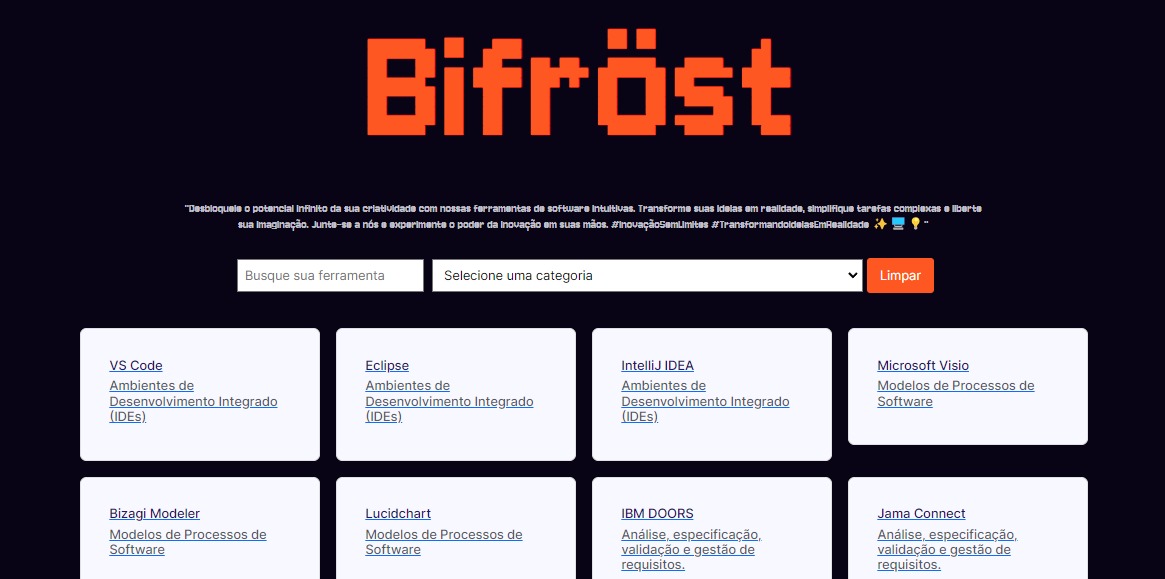 Bifröst
"Desbloqueie o potencial infinito da sua criatividade com nossas ferramentas de software intuitivas. Transforme suas ideias em realidade, simplifique tarefas complexas e liberte
sua imaginação. Junte-se a nós e experimente o poder da inovação em suas mãos. #InovaçãoSemLimites #TransformandoIdeiasEmRealidade ✨ 🖥️ 💡 "
Busque sua ferramenta
Selecione uma categoria
Limpar
VS Code
Ambientes de
Desenvolvimento Integrado
(IDEs)
Eclipse
Ambientes de
Desenvolvimento Integrado
(IDEs)
IntelliJ IDEA
Ambientes de
Desenvolvimento Integrado
(IDEs)
Microsoft Visio
Modelos de Processos de
Software
Bizagi Modeler
Modelos de Processos de
Software
Lucidchart
Modelos de Processos de
Software
IBM DOORS
Análise, especificação,
validação e gestão de
requisitos.
Jama Connect
Análise, especificação,
validação e gestão de
requisitos.